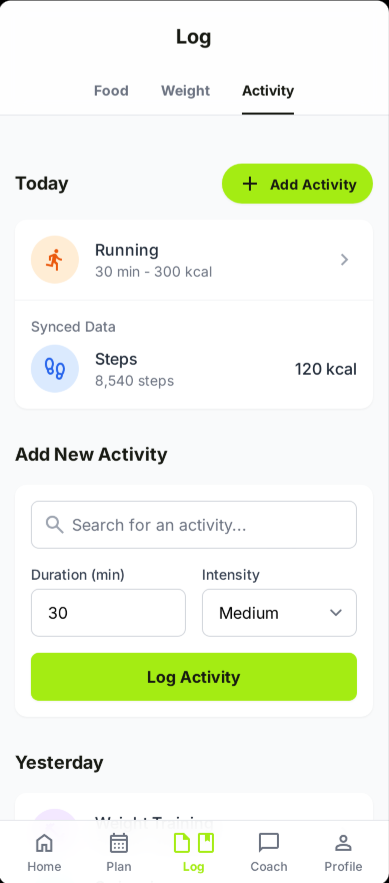 Log
Food Weight Activity
Today
Add Activity
Running
30 min - 300 kcal
Synced Data
Steps
8,540 steps
120 kcal
Add New Activity
Search for an activity...
Duration (min)
Intensity
30
Medium
Log Activity
Yesterday
Weight Training
Home Plan Log Coach Profile